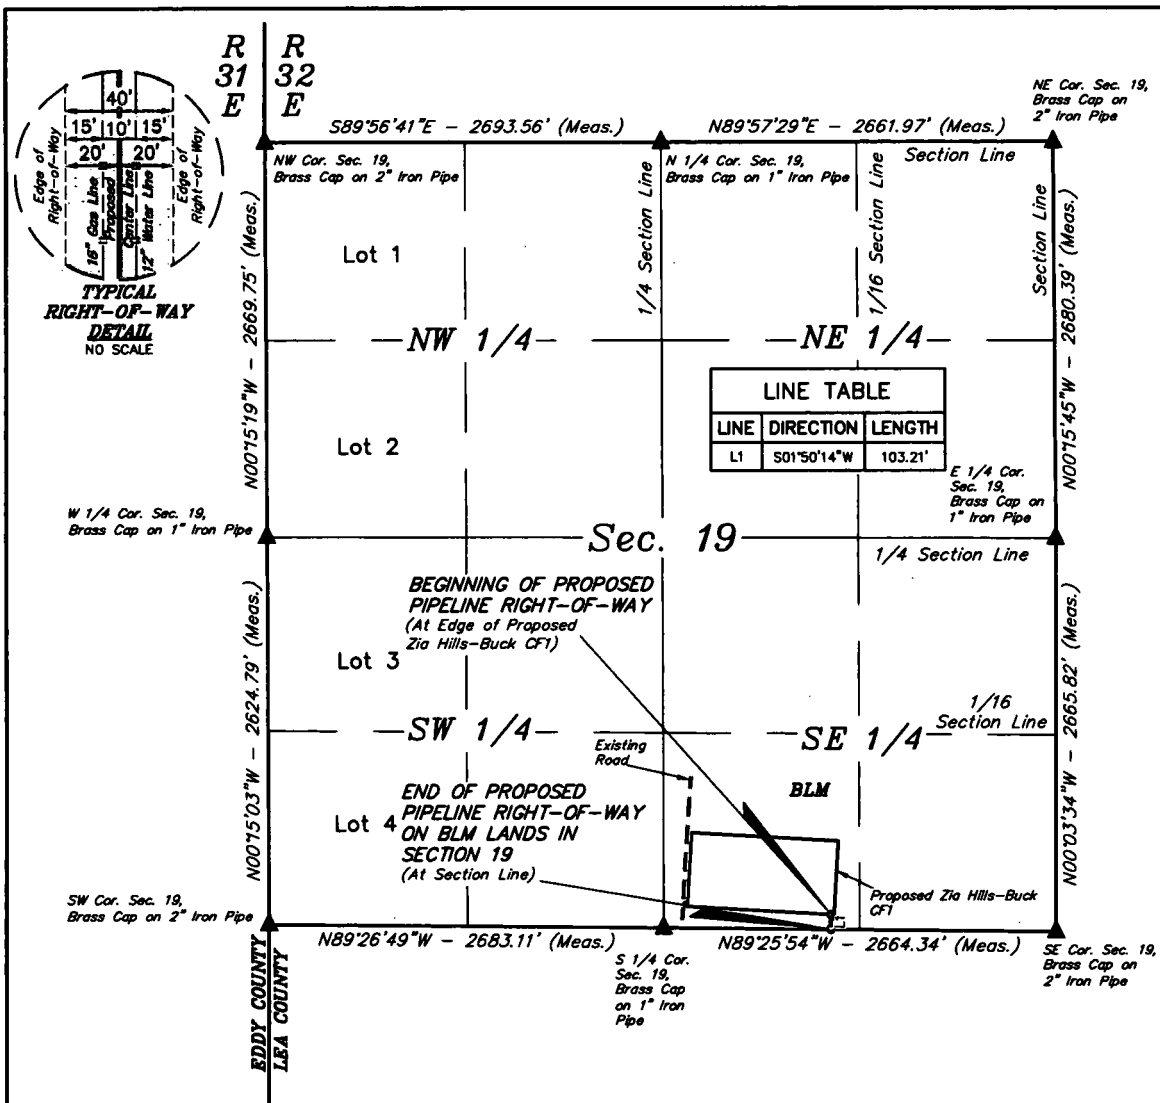 R
31
E
R
32
E
40'
15' 10' 15'
20' 20'
Edge of
Right-of-Way
16" Gas Line
Proposed
Center Line
12" Water Line
Edge of
Right-of-Way
TYPICAL
RIGHT-OF-WAY
DETAIL
NO SCALE
S89°56'41"E - 2693.56' (Meas.)
N89°57'29"E - 2661.97' (Meas.)
NE Cor. Sec. 19,
Brass Cap on
2" Iron Pipe
NW Cor. Sec. 19,
Brass Cap on 2" Iron Pipe
N 1/4 Cor. Sec. 19,
Brass Cap on 1" Iron Pipe
Section Line
N00°15'19"W - 2669.75' (Meas.)
Lot 1
1/4 Section Line
1/16 Section Line
Section Line
N00°15'45"W - 2680.39' (Meas.)
NW 1/4
NE 1/4
LINE TABLE
LINE DIRECTION LENGTH
L1 S01°50'14"W 103.21'
Lot 2
E 1/4 Cor.
Sec. 19,
Brass Cap on
1" Iron Pipe
W 1/4 Cor. Sec. 19,
Brass Cap on 1" Iron Pipe
Sec. 19
1/4 Section Line
BEGINNING OF PROPOSED
PIPELINE RIGHT-OF-WAY
(At Edge of Proposed
Zia Hills-Buck CF1)
N00°15'03"W - 2624.79' (Meas.)
Lot 3
N00°03'34"W - 2665.82' (Meas.)
1/16
Section Line
SW 1/4
SE 1/4
Existing
Road
BLM
END OF PROPOSED
PIPELINE RIGHT-OF-WAY
ON BLM LANDS IN
SECTION 19
(At Section Line)
Lot 4
Proposed Zia Hills-Buck
CF1
L1
SW Cor. Sec. 19,
Brass Cap on 2" Iron Pipe
N89°26'49"W - 2683.11' (Meas.)
N89°25'54"W - 2664.34' (Meas.)
S 1/4 Cor.
Sec. 19,
Brass Cap
on 1" Iron
Pipe
SE Cor. Sec. 19,
Brass Cap on
2" Iron Pipe
EDDY COUNTY
LEA COUNTY